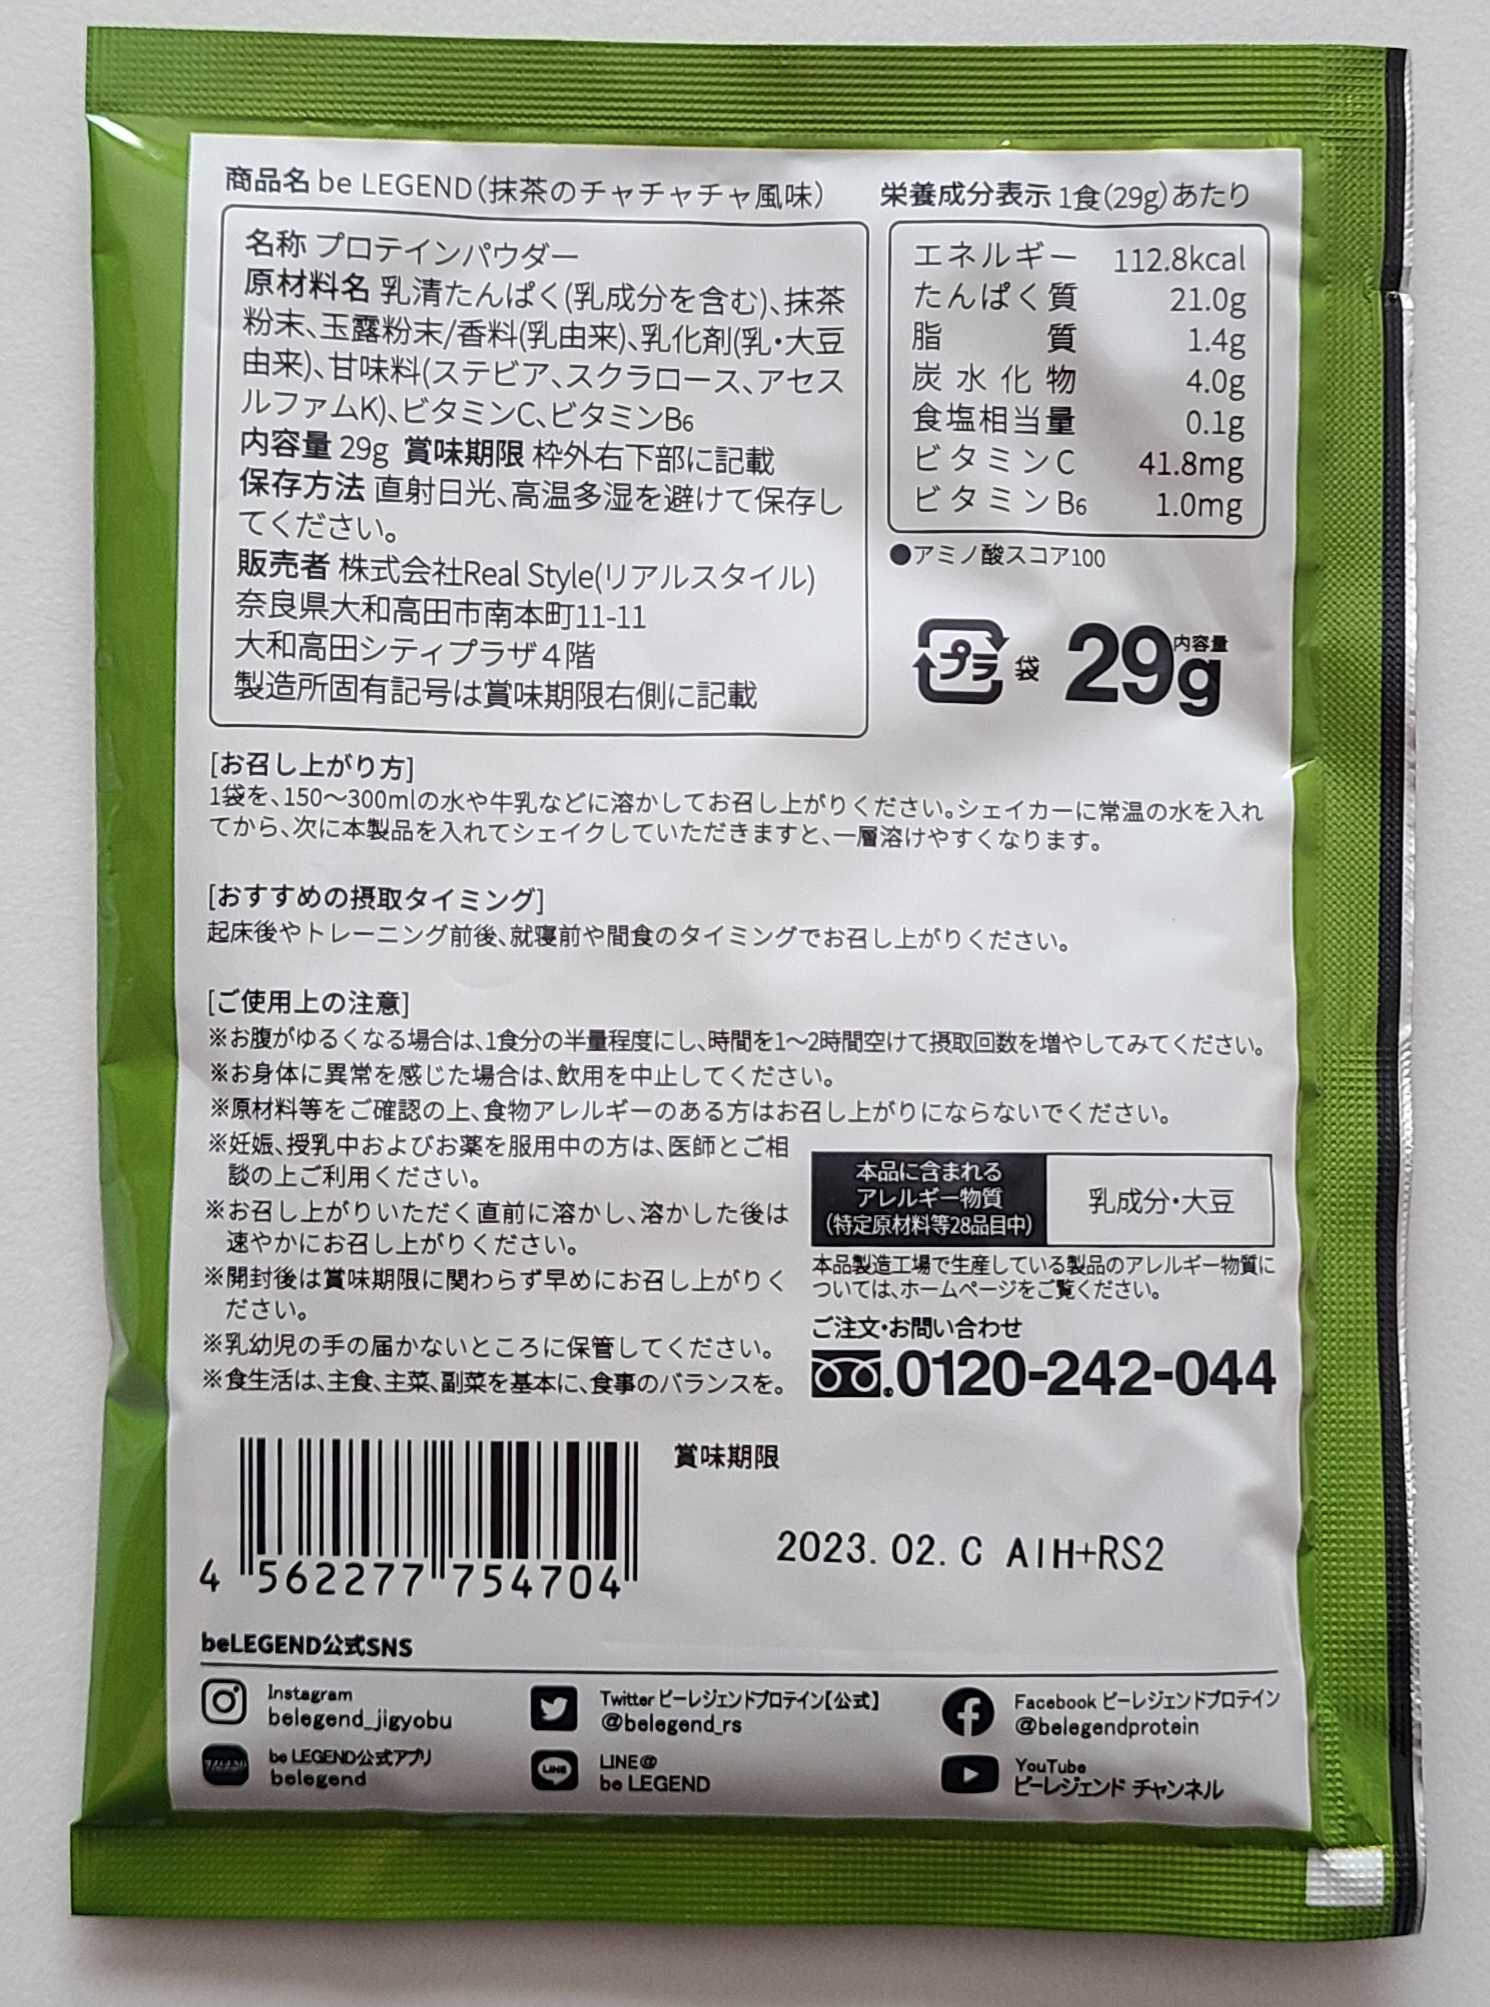 商品名 be LEGEND(抹茶のチャチャチャ風味)
名称 プロテインパウダー
原材料名 乳清たんぱく(乳成分を含む)、抹茶
粉末、玉露粉末/香料(乳由来)、乳化剤(乳・大豆
由来)、甘味料(ステビア、スクラロース、アセス
ルファムK)、ビタミンC、ビタミンB6
内容量 29g 賞味期限 枠外右下部に記載
保存方法 直射日光、高温多湿を避けて保存し
てください。
販売者 株式会社Real Style(リアルスタイル)
奈良県大和高田市南本町11-11
大和高田シティプラザ4階
製造所固有記号は賞味期限右側に記載
栄養成分表示 1食(29g)あたり
エネルギー 112.8kcal
たんぱく質 21.0g
脂質 1.4g
炭水化物 4.0g
食塩相当量 0.1g
ビタミンC 41.8mg
ビタミンB6 1.0mg
●アミノ酸スコア100
プラ 袋 内容量 29g
[お召し上がり方]
1袋を、150〜300mlの水や牛乳などに溶かしてお召し上がりください。シェイカーに常温の水を入れ
てから、次に本製品を入れてシェイクしていただきますと、一層溶けやすくなります。
[おすすめの摂取タイミング]
起床後やトレーニング前後、就寝前や間食のタイミングでお召し上がりください。
[ご使用上の注意]
※お腹がゆるくなる場合は、1食分の半量程度にし、時間を1〜2時間空けて摂取回数を増やしてみてください。
※お身体に異常を感じた場合は、飲用を中止してください。
※原材料等をご確認の上、食物アレルギーのある方はお召し上がりにならないでください。
※妊娠、授乳中およびお薬を服用中の方は、医師とご相
談の上ご利用ください。
※お召し上がりいただく直前に溶かし、溶かした後は
速やかにお召し上がりください。
※開封後は賞味期限に関わらず早めにお召し上がりく
ださい。
※乳幼児の手の届かないところに保管してください。
※食生活は、主食、主菜、副菜を基本に、食事のバランスを。
本品に含まれる
アレルギー物質
(特定原材料等28品目中)
乳成分・大豆
本品製造工場で生産している製品のアレルギー物質に
ついては、ホームページをご覧ください。
ご注文・お問い合わせ
0120-242-044
賞味期限
2023.02.C AIH+RS2
4 562277 754704
beLEGEND公式SNS
Instagram
belegend_jigyobu
Twitter ビーレジェンドプロテイン【公式】
@belegend_rs
Facebook ビーレジェンドプロテイン
@belegendprotein
be LEGEND公式アプリ
belegend
LINE
LINE@
be LEGEND
YouTube
ビーレジェンド チャンネル